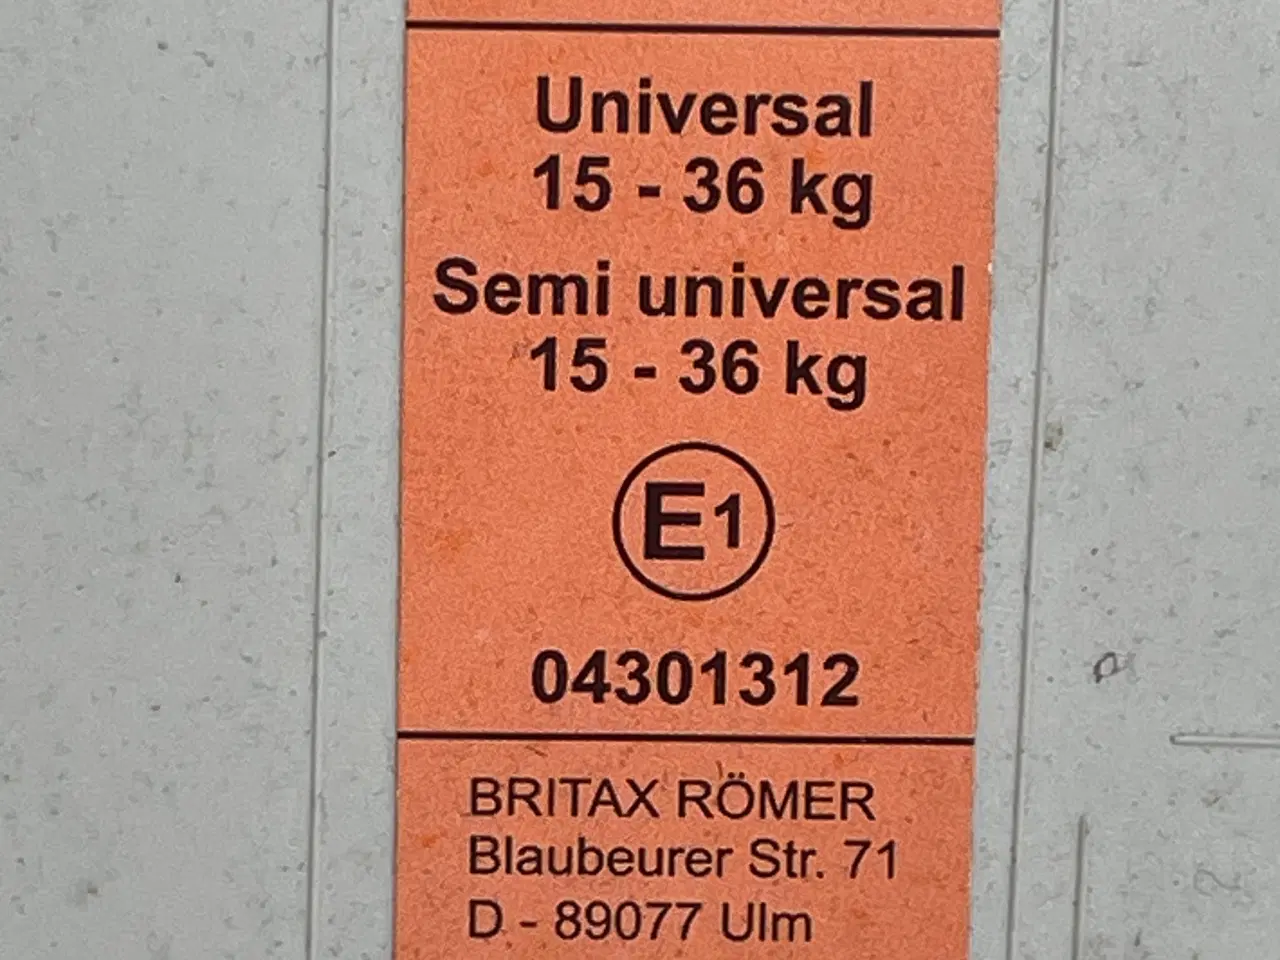 Universal
15 - 36 kg
Semi universal
15 - 36 kg
E1
04301312
BRITAX RÖMER
Blaubeurer Str. 71
D - 89077 Ulm